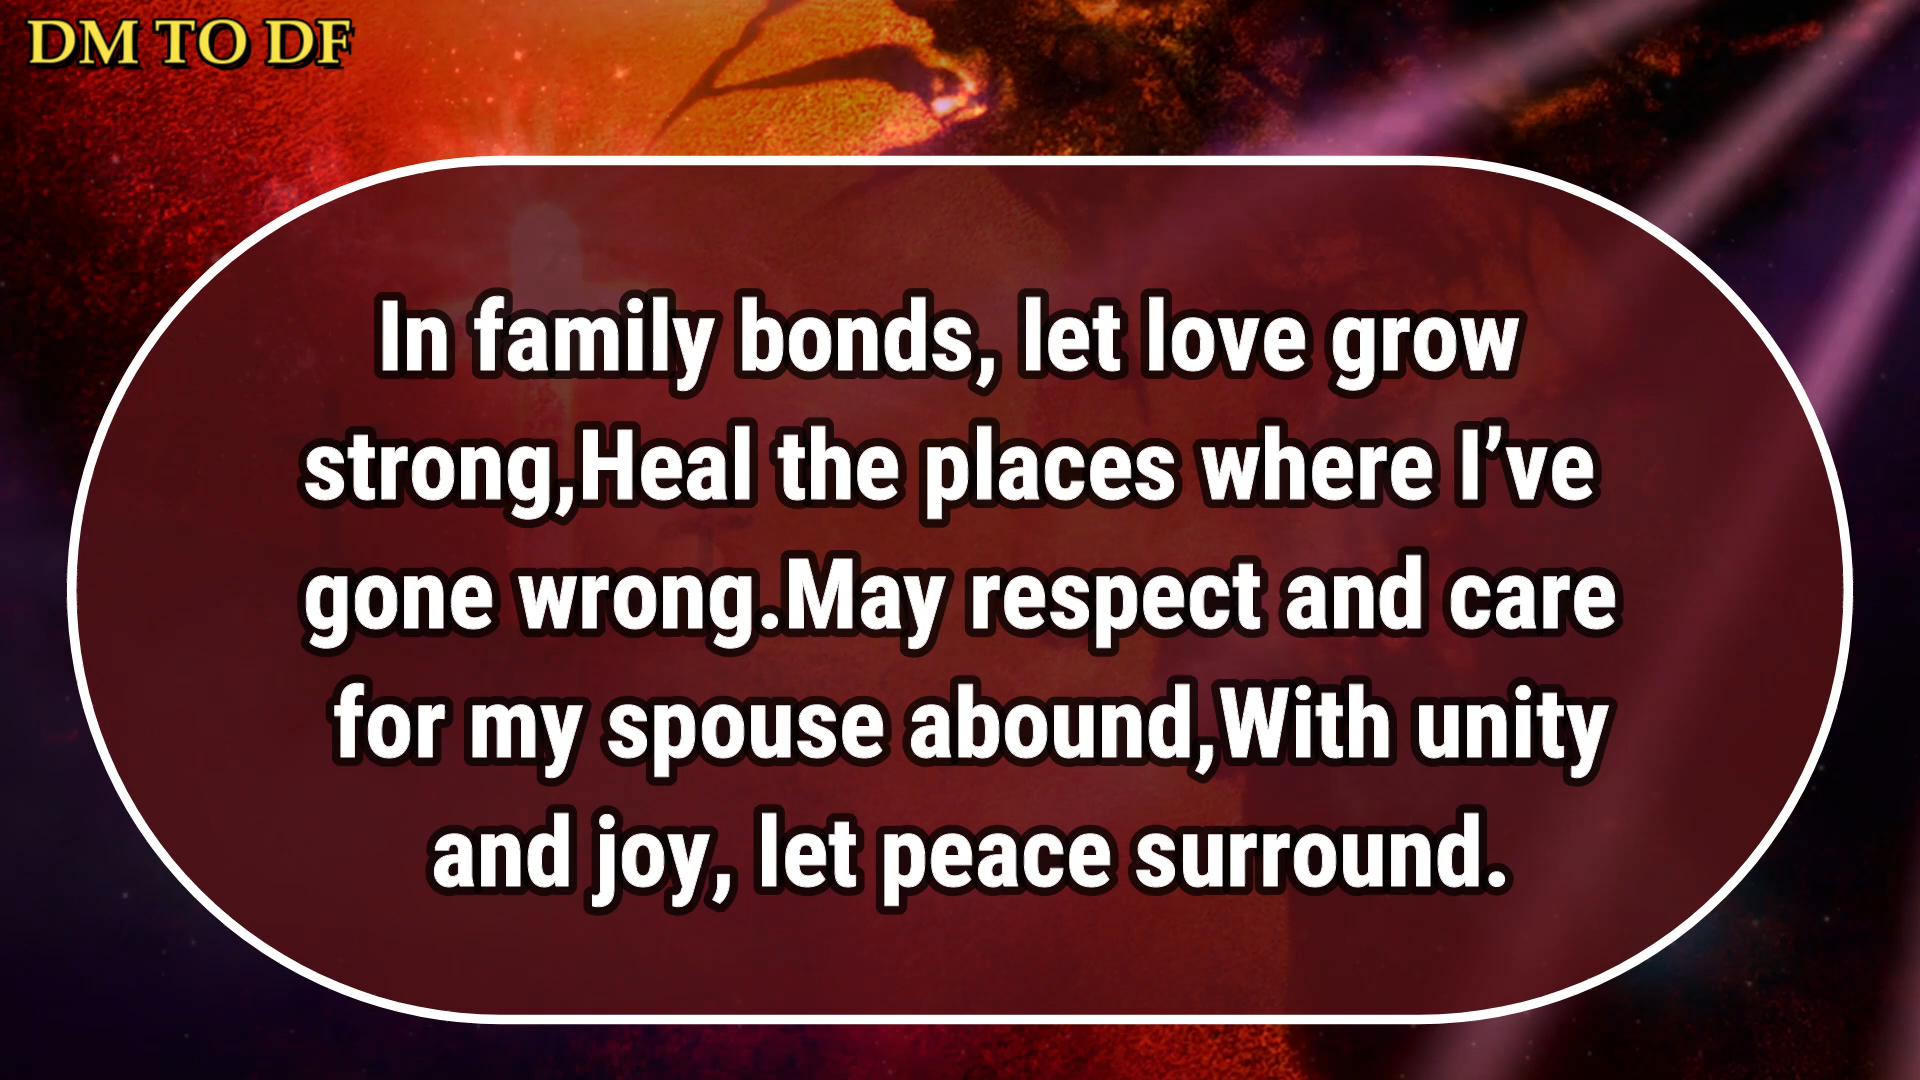 DM TO DF
In family bonds, let love grow
strong,Heal the places where I’ve
gone wrong.May respect and care
for my spouse abound,With unity
and joy, let peace surround.